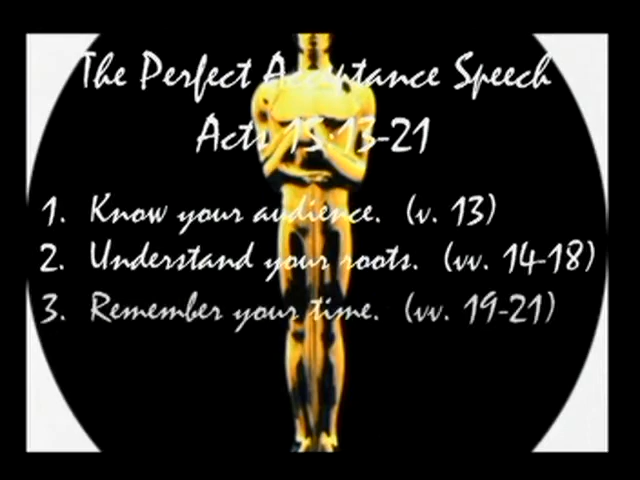 The Perfect Acceptance Speech
Acts 15:13-21
1. Know your audience. (v. 13)
2. Understand your roots. (vv. 14-18)
3. Remember your time. (vv. 19-21)